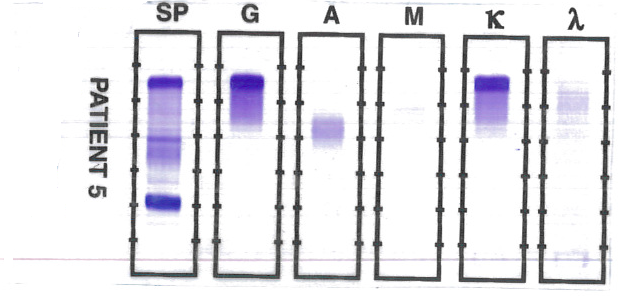 SP G A M κ λ
PATIENT 5